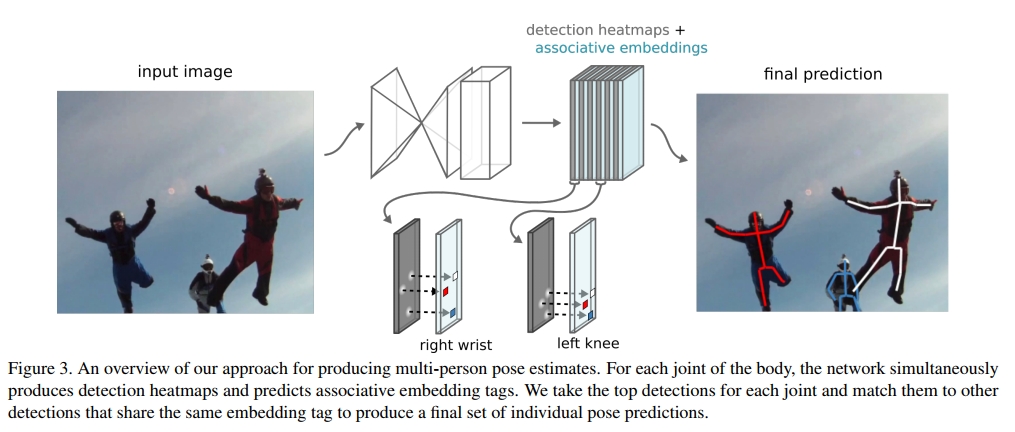 detection heatmaps +
associative embeddings
input image
final prediction
right wrist
left knee
Figure 3. An overview of our approach for producing multi-person pose estimates. For each joint of the body, the network simultaneously
produces detection heatmaps and predicts associative embedding tags. We take the top detections for each joint and match them to other
detections that share the same embedding tag to produce a final set of individual pose predictions.